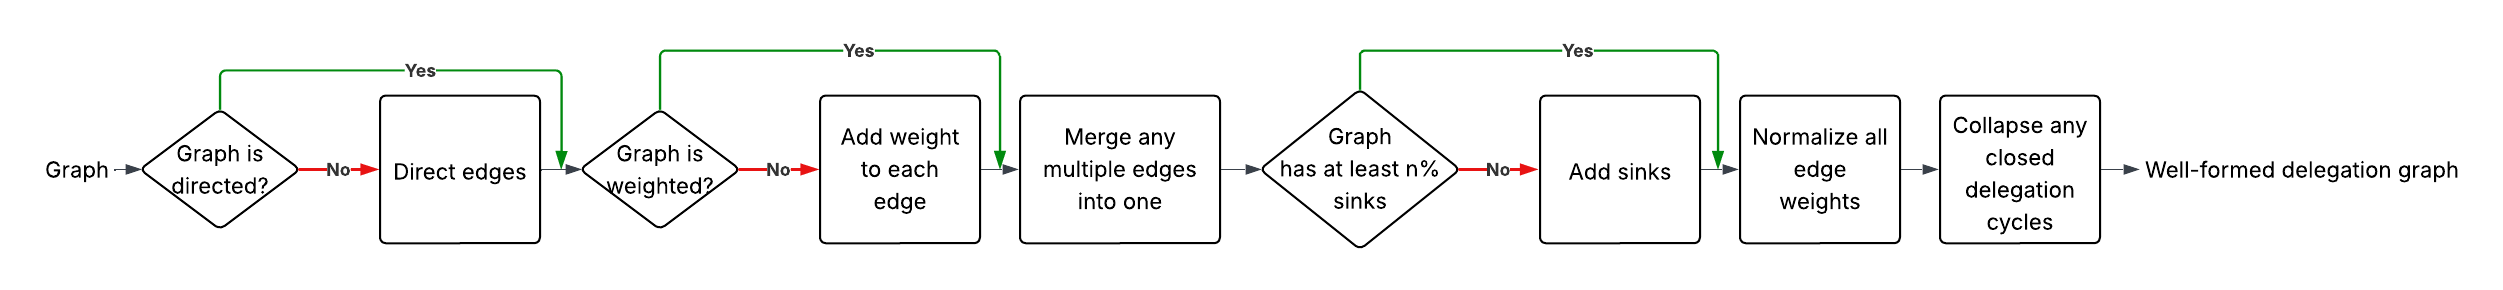 Graph
Graph is
directed?
Yes
No
Direct edges
Graph is
weighted?
Yes
No
Add weight
to each
edge
Merge any
multiple edges
into one
Graph
has at least n%
sinks
Yes
No
Add sinks
Normalize all
edge
weights
Collapse any
closed
delegation
cycles
Well-formed delegation graph